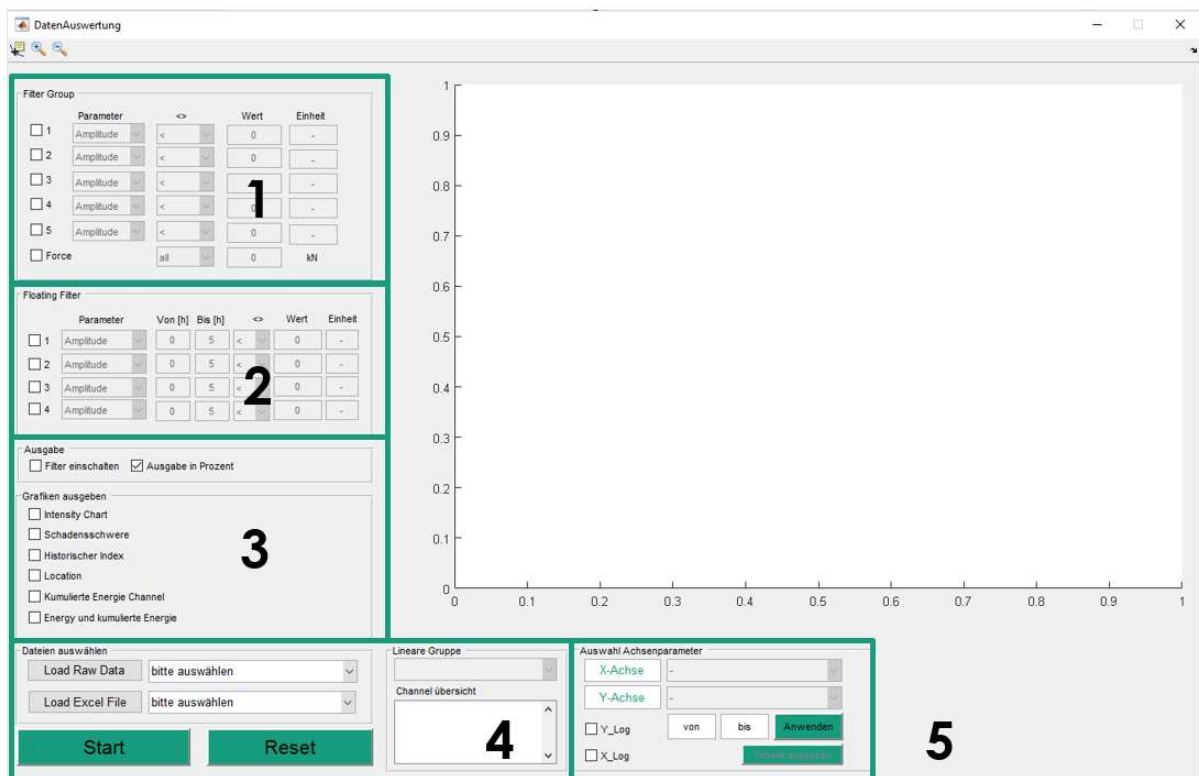 DatenAuswertung
Filter Group
Parameter <> Wert Einheit
1 Amplitude < 0 -
2 Amplitude < 0 -
3 Amplitude < -
4 Amplitude < 0 -
5 Amplitude < 0 -
Force all 0 kN
1
Floating Filter
Parameter Von [h] Bis [h] <> Wert Einheit
1 Amplitude 0 5 < 0 -
2 Amplitude 0 5 < 0 -
3 Amplitude 0 5 < 0 -
4 Amplitude 0 5 < 0 -
2
Ausgabe
Filter einschalten Ausgabe in Prozent
Grafiken ausgeben
Intensity Chart
Schadensschwere
Historischer Index
Location
Kumulierte Energie Channel
Energy und kumulierte Energie
3
1
0.9
0.8
0.7
0.6
0.5
0.4
0.3
0.2
0.1
0
0 0.1 0.2 0.3 0.4 0.5 0.6 0.7 0.8 0.9 1
Dateien auswählen
Load Raw Data bitte auswählen
Load Excel File bitte auswählen
Start Reset
Lineare Gruppe
Channel übersicht
4
Auswahl Achsenparameter
X-Achse -
Y-Achse -
Y_Log von bis Anwenden
X_Log Tabelle ausgeben
5